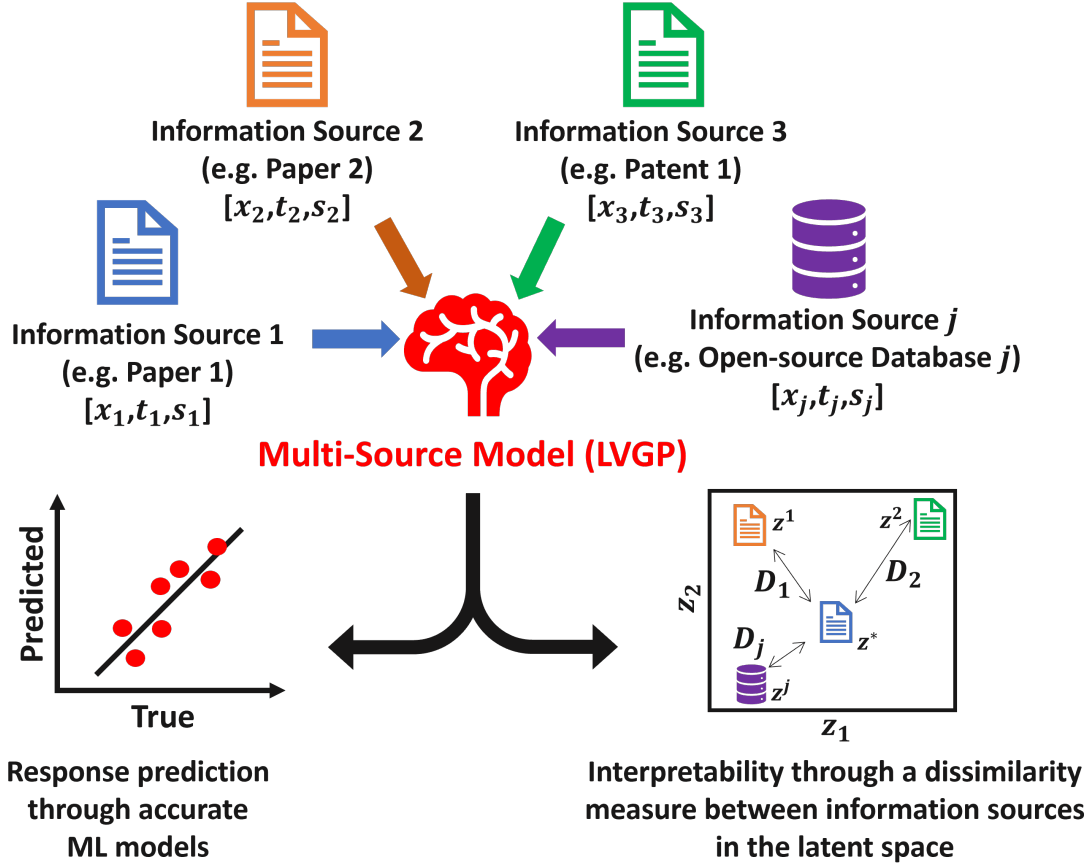 Information Source 2
(e.g. Paper 2)
[x₂,t₂,s₂]
Information Source 3
(e.g. Patent 1)
[x₃,t₃,s₃]
Information Source 1
(e.g. Paper 1)
[x₁,t₁,s₁]
Information Source j
(e.g. Open-source Database j)
[xⱼ,tⱼ,sⱼ]
Multi-Source Model (LVGP)
Predicted
True
Response prediction
through accurate
ML models
z¹
z²
D₁
D₂
z*
Dⱼ
zʲ
z₂
z₁
Interpretability through a dissimilarity
measure between information sources
in the latent space